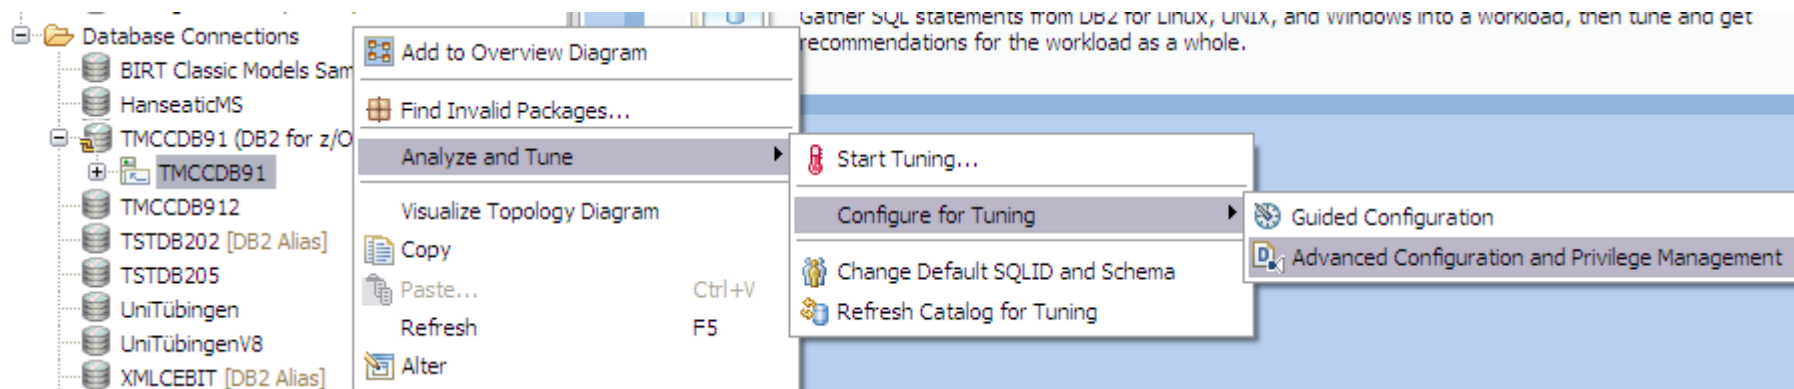 Database Connections
BIRT Classic Models Sam
HanseaticMS
TMCCDB91 (DB2 for z/O
TMCCDB91
TMCCDB912
TSTDB202 [DB2 Alias]
TSTDB205
UniTübingen
UniTübingenV8
XMLCEBIT [DB2 Alias]
Add to Overview Diagram
Find Invalid Packages...
Analyze and Tune
Visualize Topology Diagram
Copy
Paste... Ctrl+V
Refresh F5
Alter
Gather SQL statements from DB2 for Linux, UNIX, and Windows into a workload, then tune and get
recommendations for the workload as a whole.
Start Tuning...
Configure for Tuning
Change Default SQLID and Schema
Refresh Catalog for Tuning
Guided Configuration
Advanced Configuration and Privilege Management